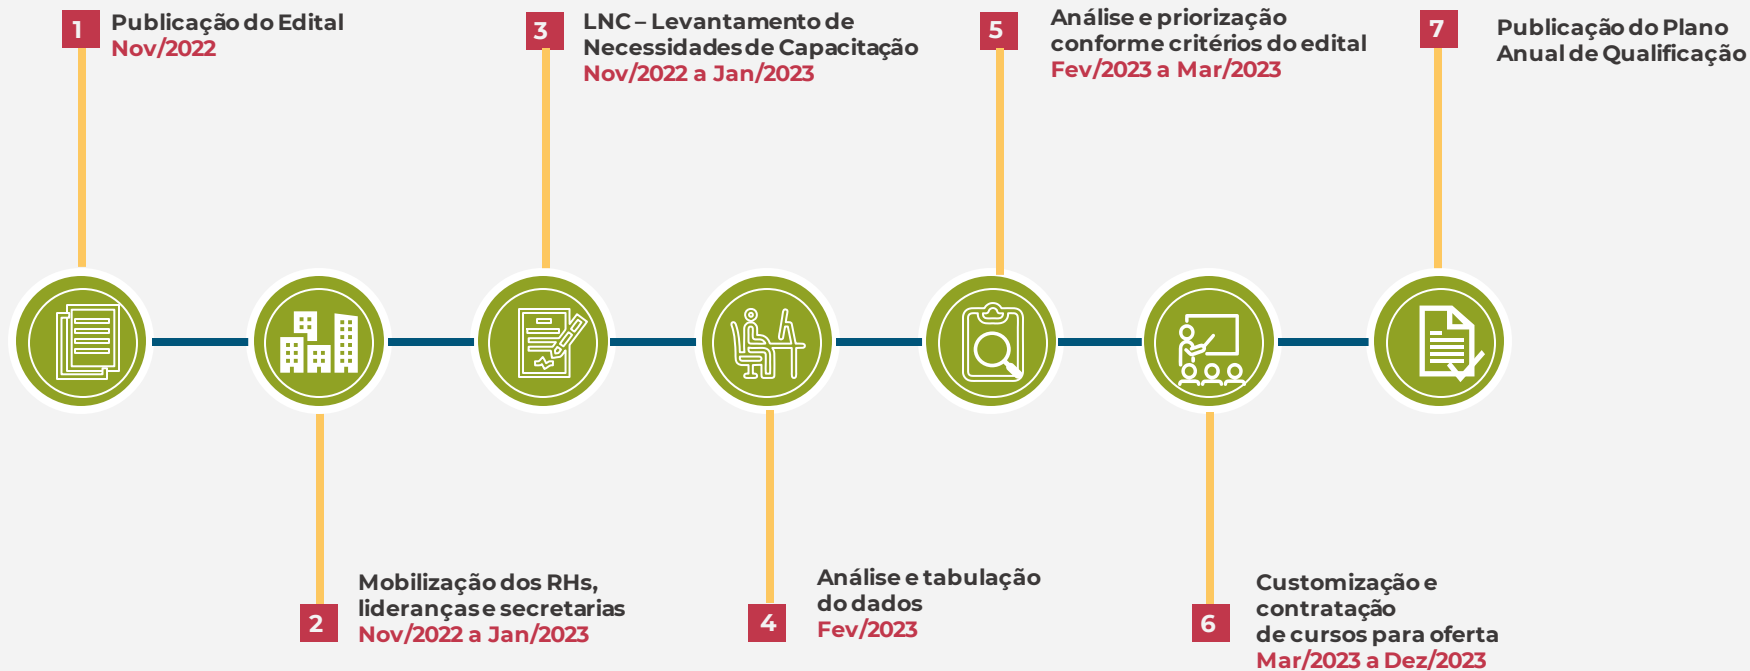 1
Publicação do Edital
Nov/2022
2
Mobilização dos RHs,
lideranças e secretarias
Nov/2022 a Jan/2023
3
LNC – Levantamento de
Necessidades de Capacitação
Nov/2022 a Jan/2023
4
Análise e tabulação
do dados
Fev/2023
5
Análise e priorização
conforme critérios do edital
Fev/2023 a Mar/2023
6
Customização e
contratação
de cursos para oferta
Mar/2023 a Dez/2023
7
Publicação do Plano
Anual de Qualificação